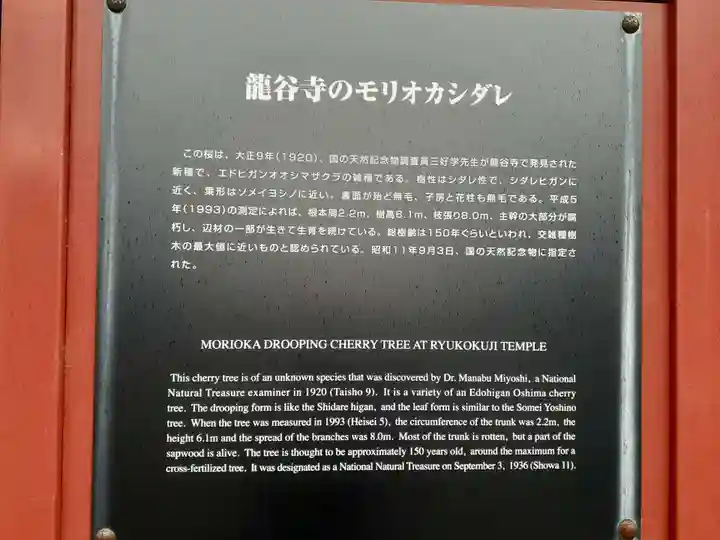 龍谷寺のモリオカシダレ
この桜は、大正9年(1920)、国の天然記念物調査員三好学先生が龍谷寺で発見された
新種で、エドヒガンオオシマザクラの雑種である。樹性はシダレ性で、シダレヒガンに
近く、葉形はソメイヨシノに近い。裏面が殆ど無毛、子房と花柱も無毛である。平成5
年(1993)の測定によれば、根本周2.2m、樹高6.1m、枝張り8.0m、主幹の大部分が腐
朽し、辺材の一部が生きて生育を続けている。総樹齢は150年ぐらいといわれ、交雑種樹
木の最大値に近いものと認められている。昭和11年9月3日、国の天然記念物に指定さ
れた。
MORIOKA DROOPING CHERRY TREE AT RYUKOKUJI TEMPLE
This cherry tree is of an unknown species that was discovered by Dr. Manabu Miyoshi, a National
Natural Treasure examiner in 1920 (Taisho 9). It is a variety of an Edohigan Oshima cherry
tree. The drooping form is like the Shidare higan, and the leaf form is similar to the Somei Yoshino
tree. When the tree was measured in 1993 (Heisei 5), the circumference of the trunk was 2.2m, the
height 6.1m and the spread of the branches was 8.0m. Most of the trunk is rotten, but a part of the
sapwood is alive. The tree is thought to be approximately 150 years old, around the maximum for a
cross-fertilized tree. It was designated as a National Natural Treasure on September 3, 1936 (Showa 11).